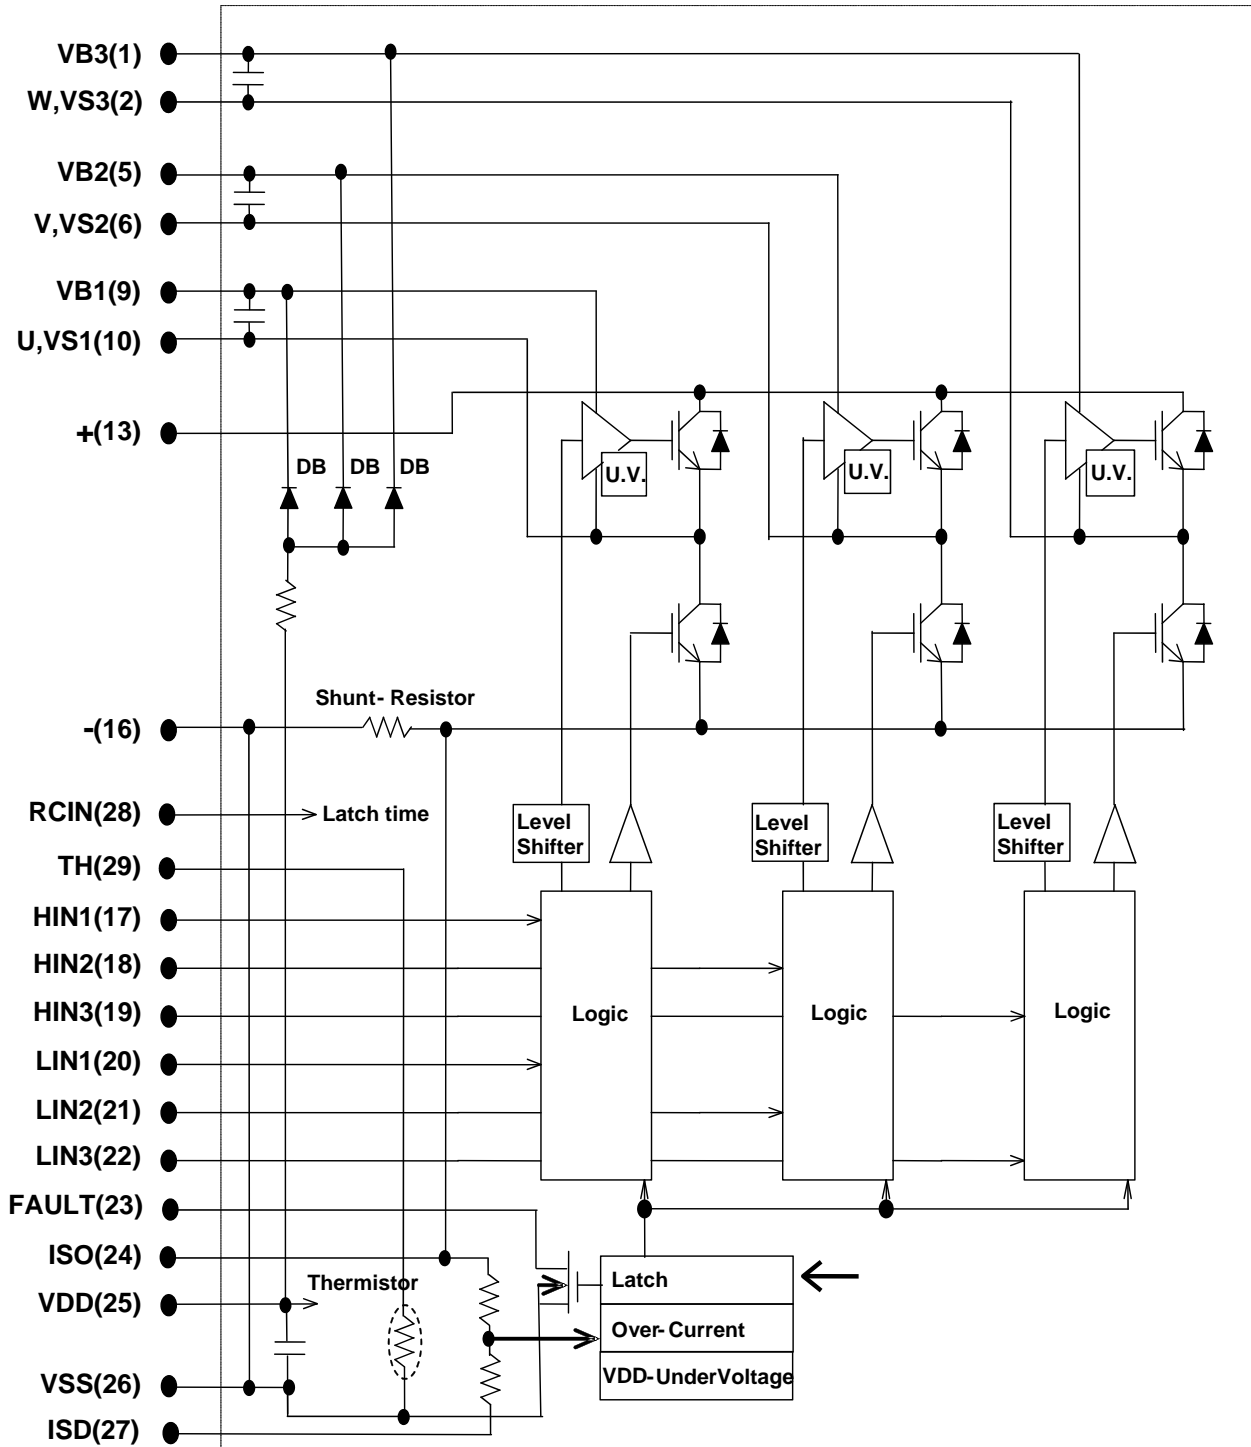 VB3(1)
W,VS3(2)
VB2(5)
V,VS2(6)
VB1(9)
U,VS1(10)
+(13)
DB DB DB
U.V. U.V. U.V.
Shunt- Resistor
-(16)
RCIN(28)
Latch time
Level
Shifter
Level
Shifter
Level
Shifter
TH(29)
HIN1(17)
HIN2(18)
HIN3(19)
Logic Logic Logic
LIN1(20)
LIN2(21)
LIN3(22)
FAULT(23)
ISO(24)
Thermistor
Latch
VDD(25)
Over- Current
VDD-UnderVoltage
VSS(26)
ISD(27)